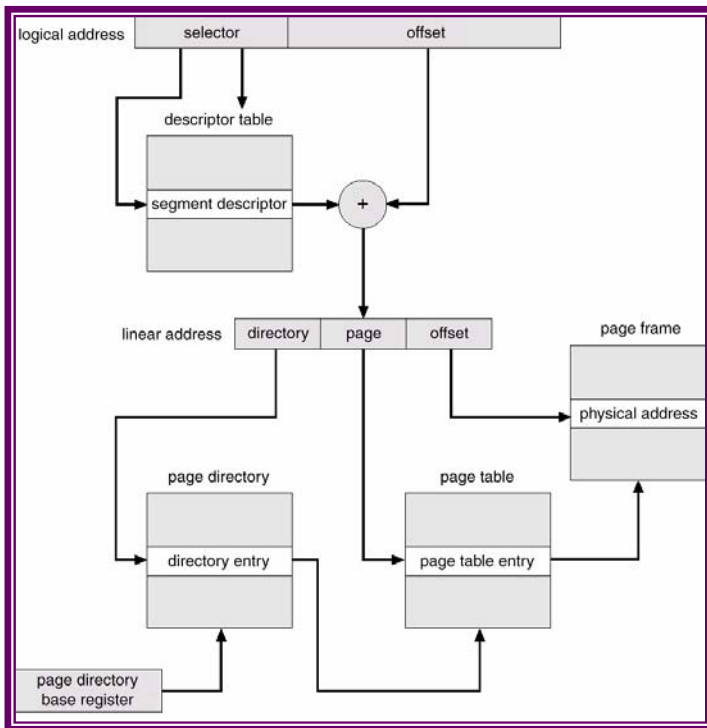 logical address
selector
offset
descriptor table
segment descriptor
+
linear address
directory
page
offset
page frame
physical address
page directory
page table
directory entry
page table entry
page directory
base register